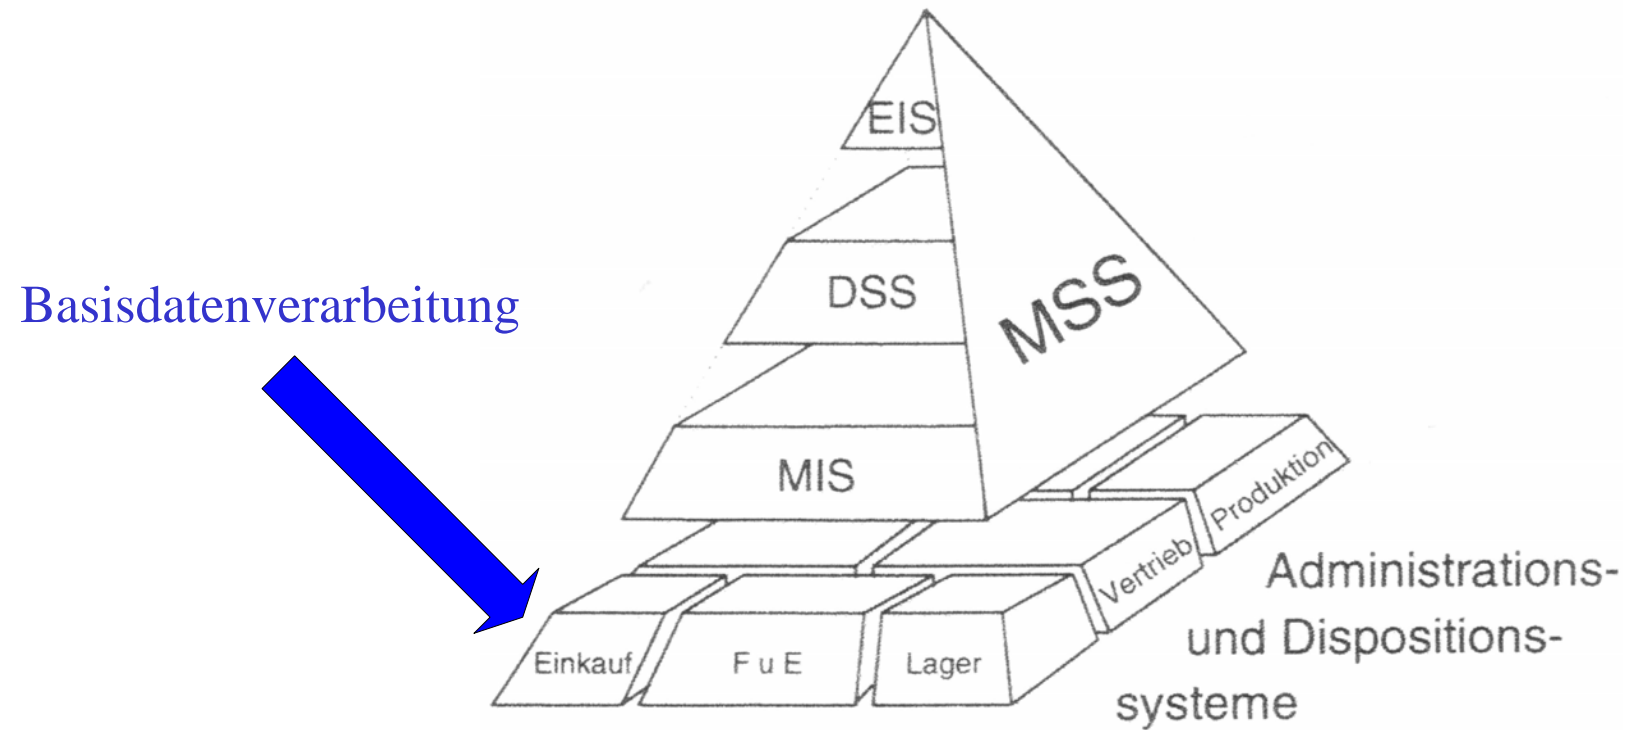 EIS
DSS
MSS
Basisdatenverarbeitung
MIS
Produktion
Vertrieb
Einkauf
F u E
Lager
Administrations-
und Dispositions-
systeme